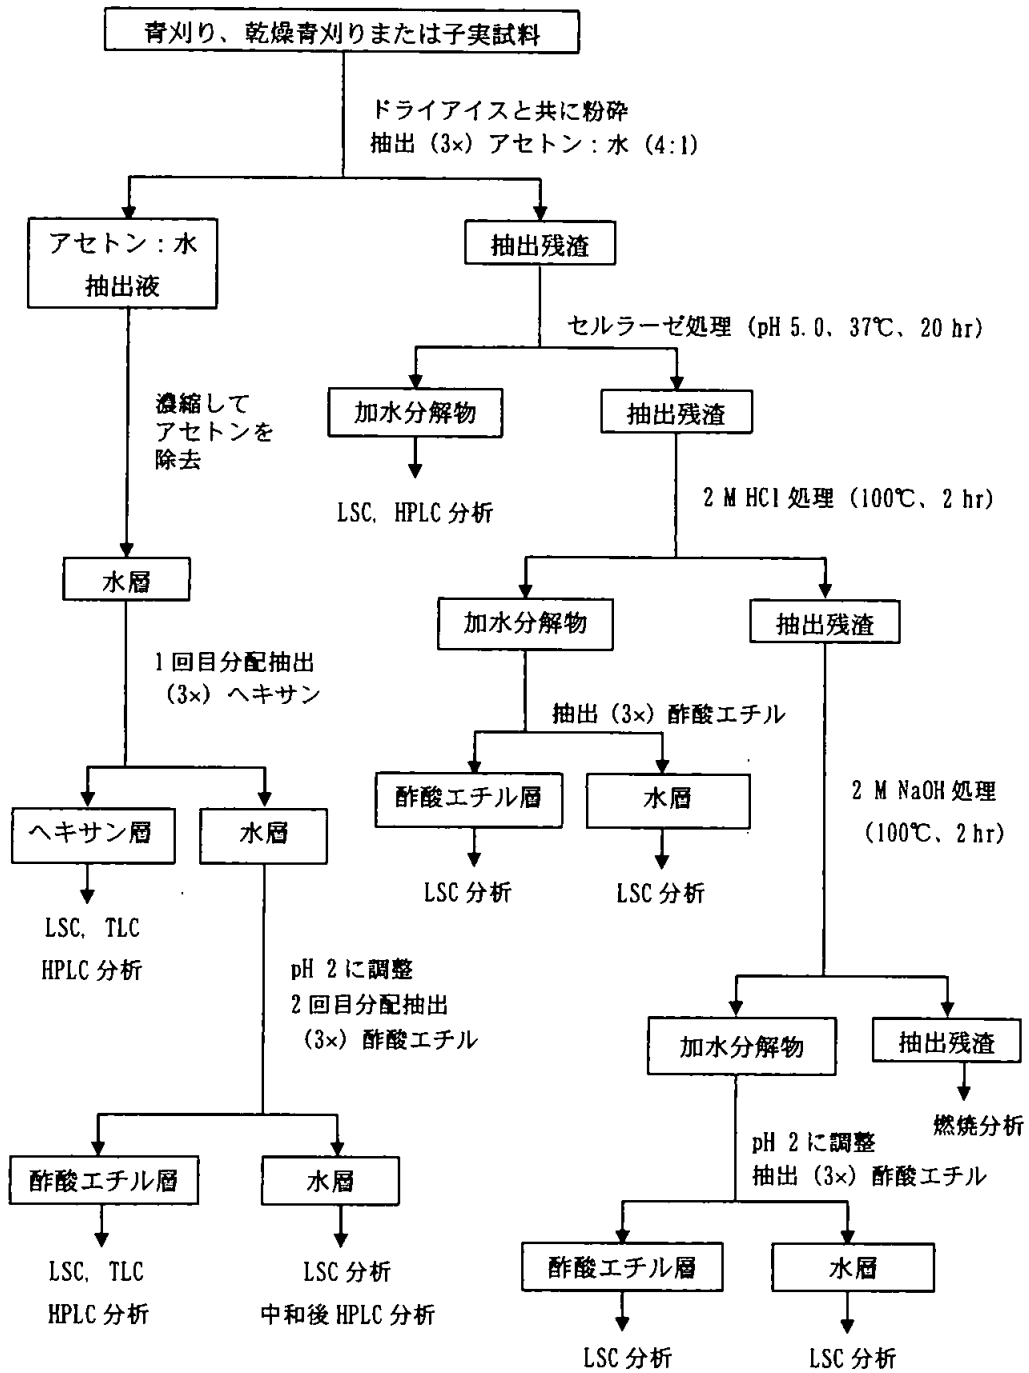 青刈り、乾燥青刈りまたは子実試料
ドライアイスと共に粉砕
抽出 (3×) アセトン：水 (4:1)
アセトン：水
抽出液
抽出残渣
セルラーゼ処理 (pH 5.0、37℃、20 hr)
濃縮して
アセトンを
除去
加水分解物
抽出残渣
LSC, HPLC 分析
2 M HCl 処理 (100℃、2 hr)
水層
加水分解物
抽出残渣
1 回目分配抽出
(3×) ヘキサン
抽出 (3×) 酢酸エチル
酢酸エチル層
水層
2 M NaOH 処理
(100℃、2 hr)
ヘキサン層
水層
LSC 分析
LSC 分析
LSC, TLC
HPLC 分析
pH 2 に調整
2 回目分配抽出
(3×) 酢酸エチル
加水分解物
抽出残渣
燃焼分析
pH 2 に調整
抽出 (3×) 酢酸エチル
酢酸エチル層
水層
LSC, TLC
HPLC 分析
LSC 分析
中和後 HPLC 分析
酢酸エチル層
水層
LSC 分析
LSC 分析